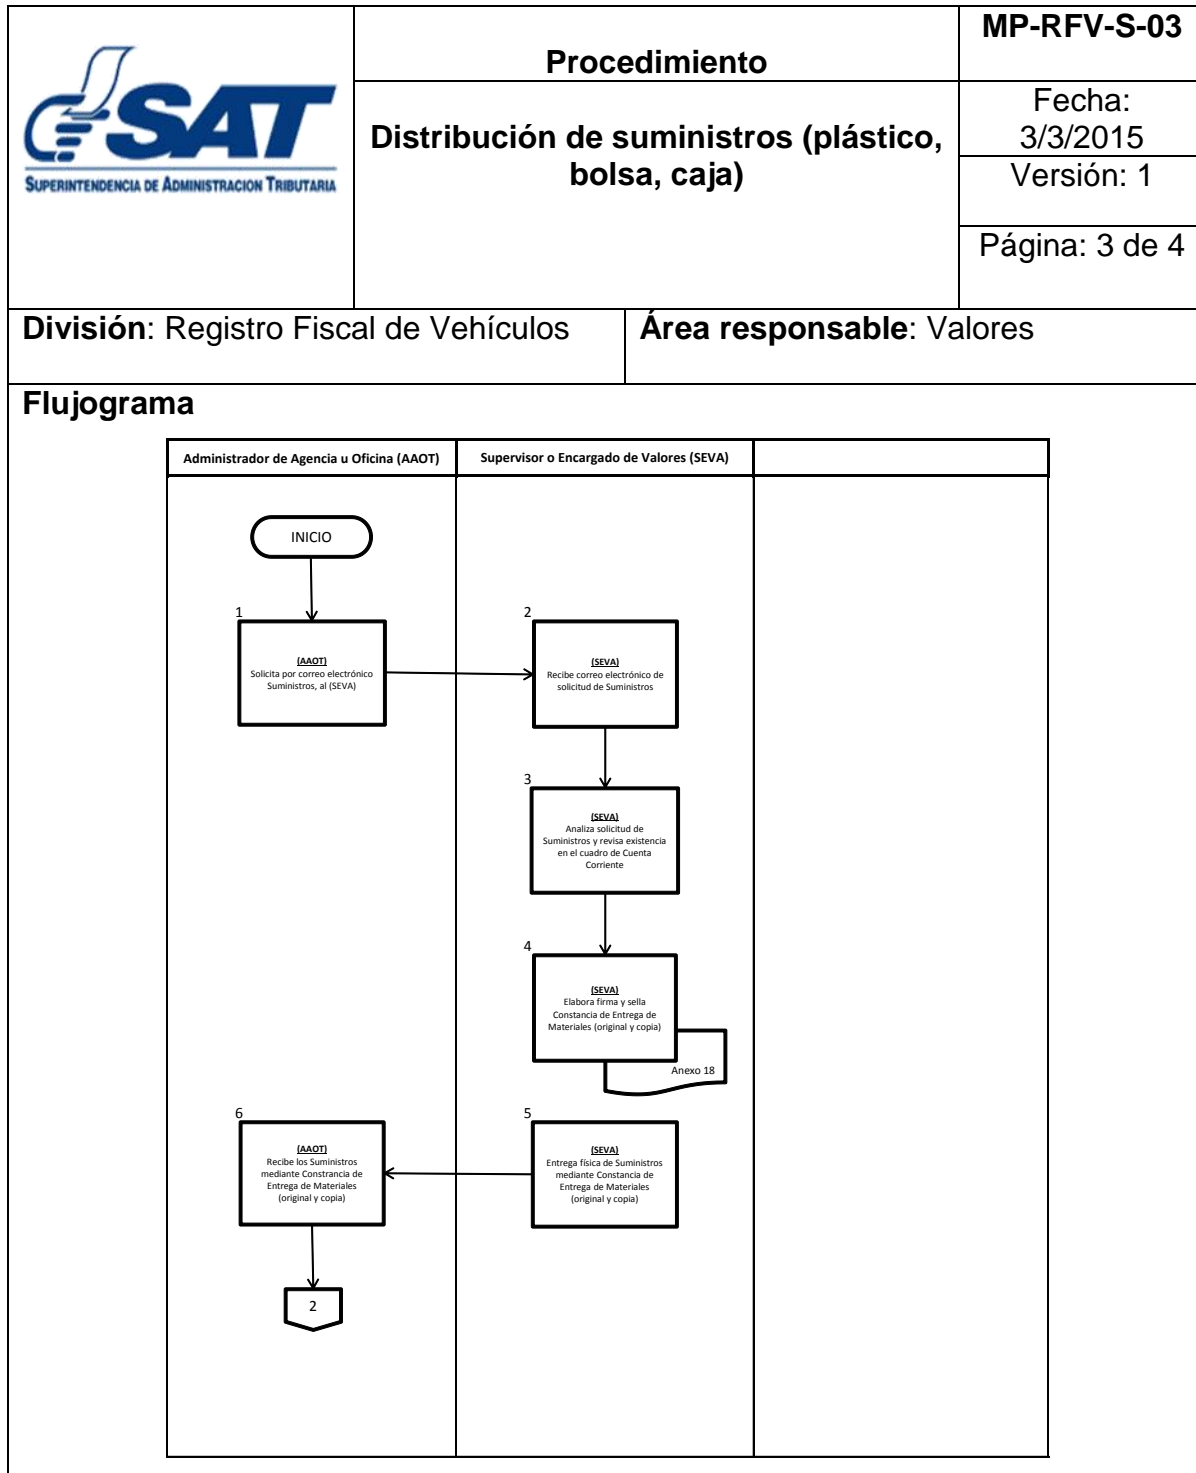 SAT
SUPERINTENDENCIA DE ADMINISTRACION TRIBUTARIA
Procedimiento
Distribución de suministros (plástico,
bolsa, caja)
MP-RFV-S-03
Fecha:
3/3/2015
Versión: 1
Página: 3 de 4
División: Registro Fiscal de Vehículos
Área responsable: Valores
Flujograma
Administrador de Agencia u Oficina (AAOT)
Supervisor o Encargado de Valores (SEVA)
INICIO
1
(AAOT)
Solicita por correo electrónico
Suministros, al (SEVA)
2
(SEVA)
Recibe correo electrónico de
solicitud de Suministros
3
(SEVA)
Analiza solicitud de
Suministros y revisa existencia
en el cuadro de Cuenta
Corriente
4
(SEVA)
Elabora firma y sella
Constancia de Entrega de
Materiales (original y copia)
Anexo 18
5
(SEVA)
Entrega física de Suministros
mediante Constancia de
Entrega de Materiales
(original y copia)
6
(AAOT)
Recibe los Suministros
mediante Constrancia de
Entrega de Materiales
(original y copia)
2